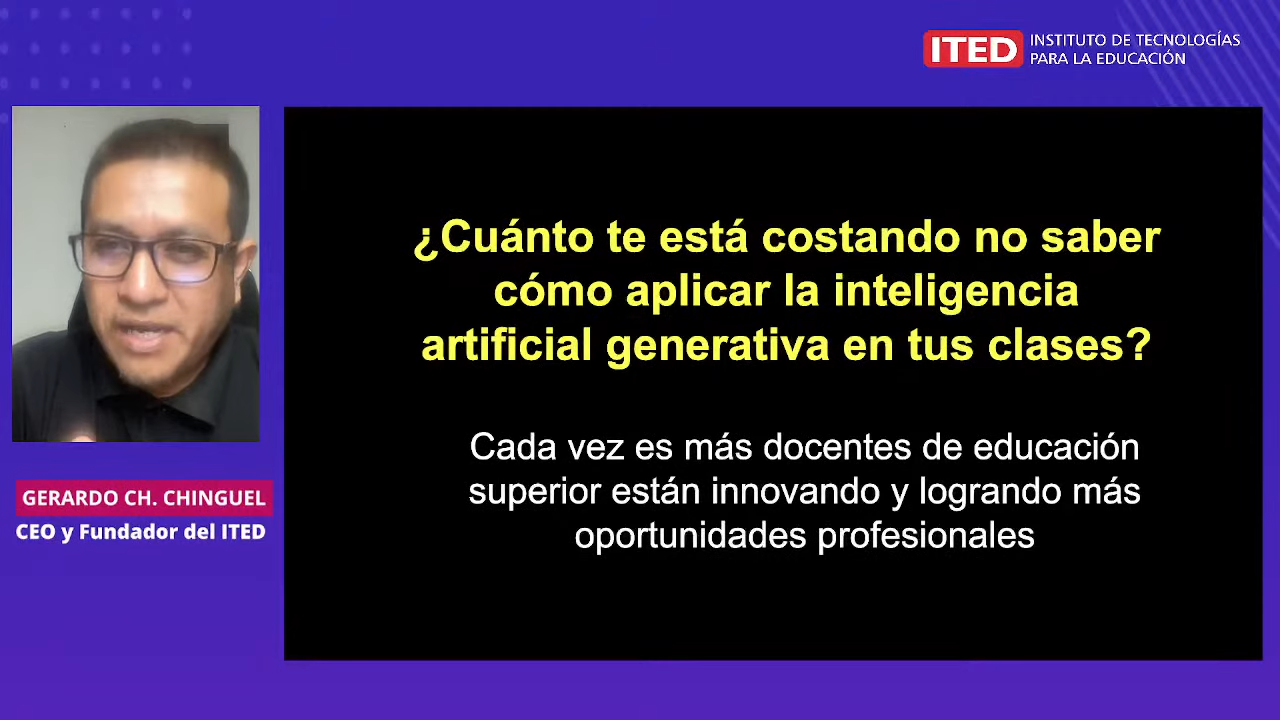 ITED
INSTITUTO DE TECNOLOGÍAS
PARA LA EDUCACIÓN
¿Cuánto te está costando no saber
cómo aplicar la inteligencia
artificial generativa en tus clases?
Cada vez es más docentes de educación
superior están innovando y logrando más
oportunidades profesionales
GERARDO CH. CHINGUEL
CEO y Fundador del ITED